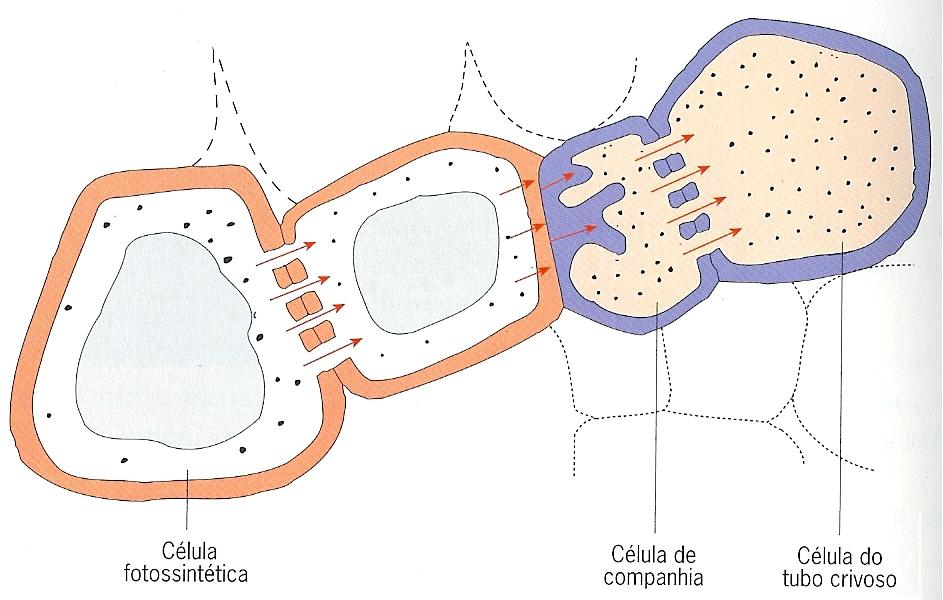 Célula
fotossintética
Célula de
companhia
Célula do
tubo crivoso